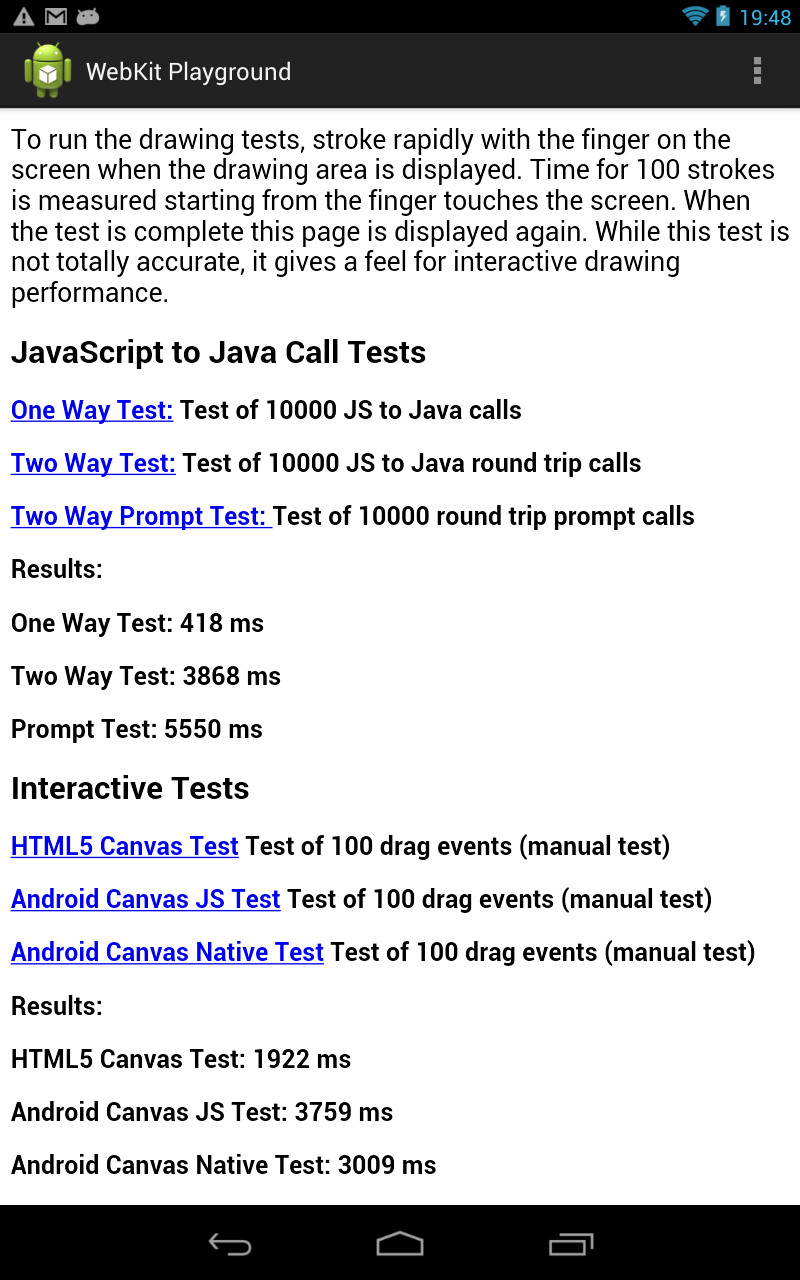 19:48
WebKit Playground
To run the drawing tests, stroke rapidly with the finger on the
screen when the drawing area is displayed. Time for 100 strokes
is measured starting from the finger touches the screen. When
the test is complete this page is displayed again. While this test is
not totally accurate, it gives a feel for interactive drawing
performance.
JavaScript to Java Call Tests
One Way Test: Test of 10000 JS to Java calls
Two Way Test: Test of 10000 JS to Java round trip calls
Two Way Prompt Test: Test of 10000 round trip prompt calls
Results:
One Way Test: 418 ms
Two Way Test: 3868 ms
Prompt Test: 5550 ms
Interactive Tests
HTML5 Canvas Test Test of 100 drag events (manual test)
Android Canvas JS Test Test of 100 drag events (manual test)
Android Canvas Native Test Test of 100 drag events (manual test)
Results:
HTML5 Canvas Test: 1922 ms
Android Canvas JS Test: 3759 ms
Android Canvas Native Test: 3009 ms